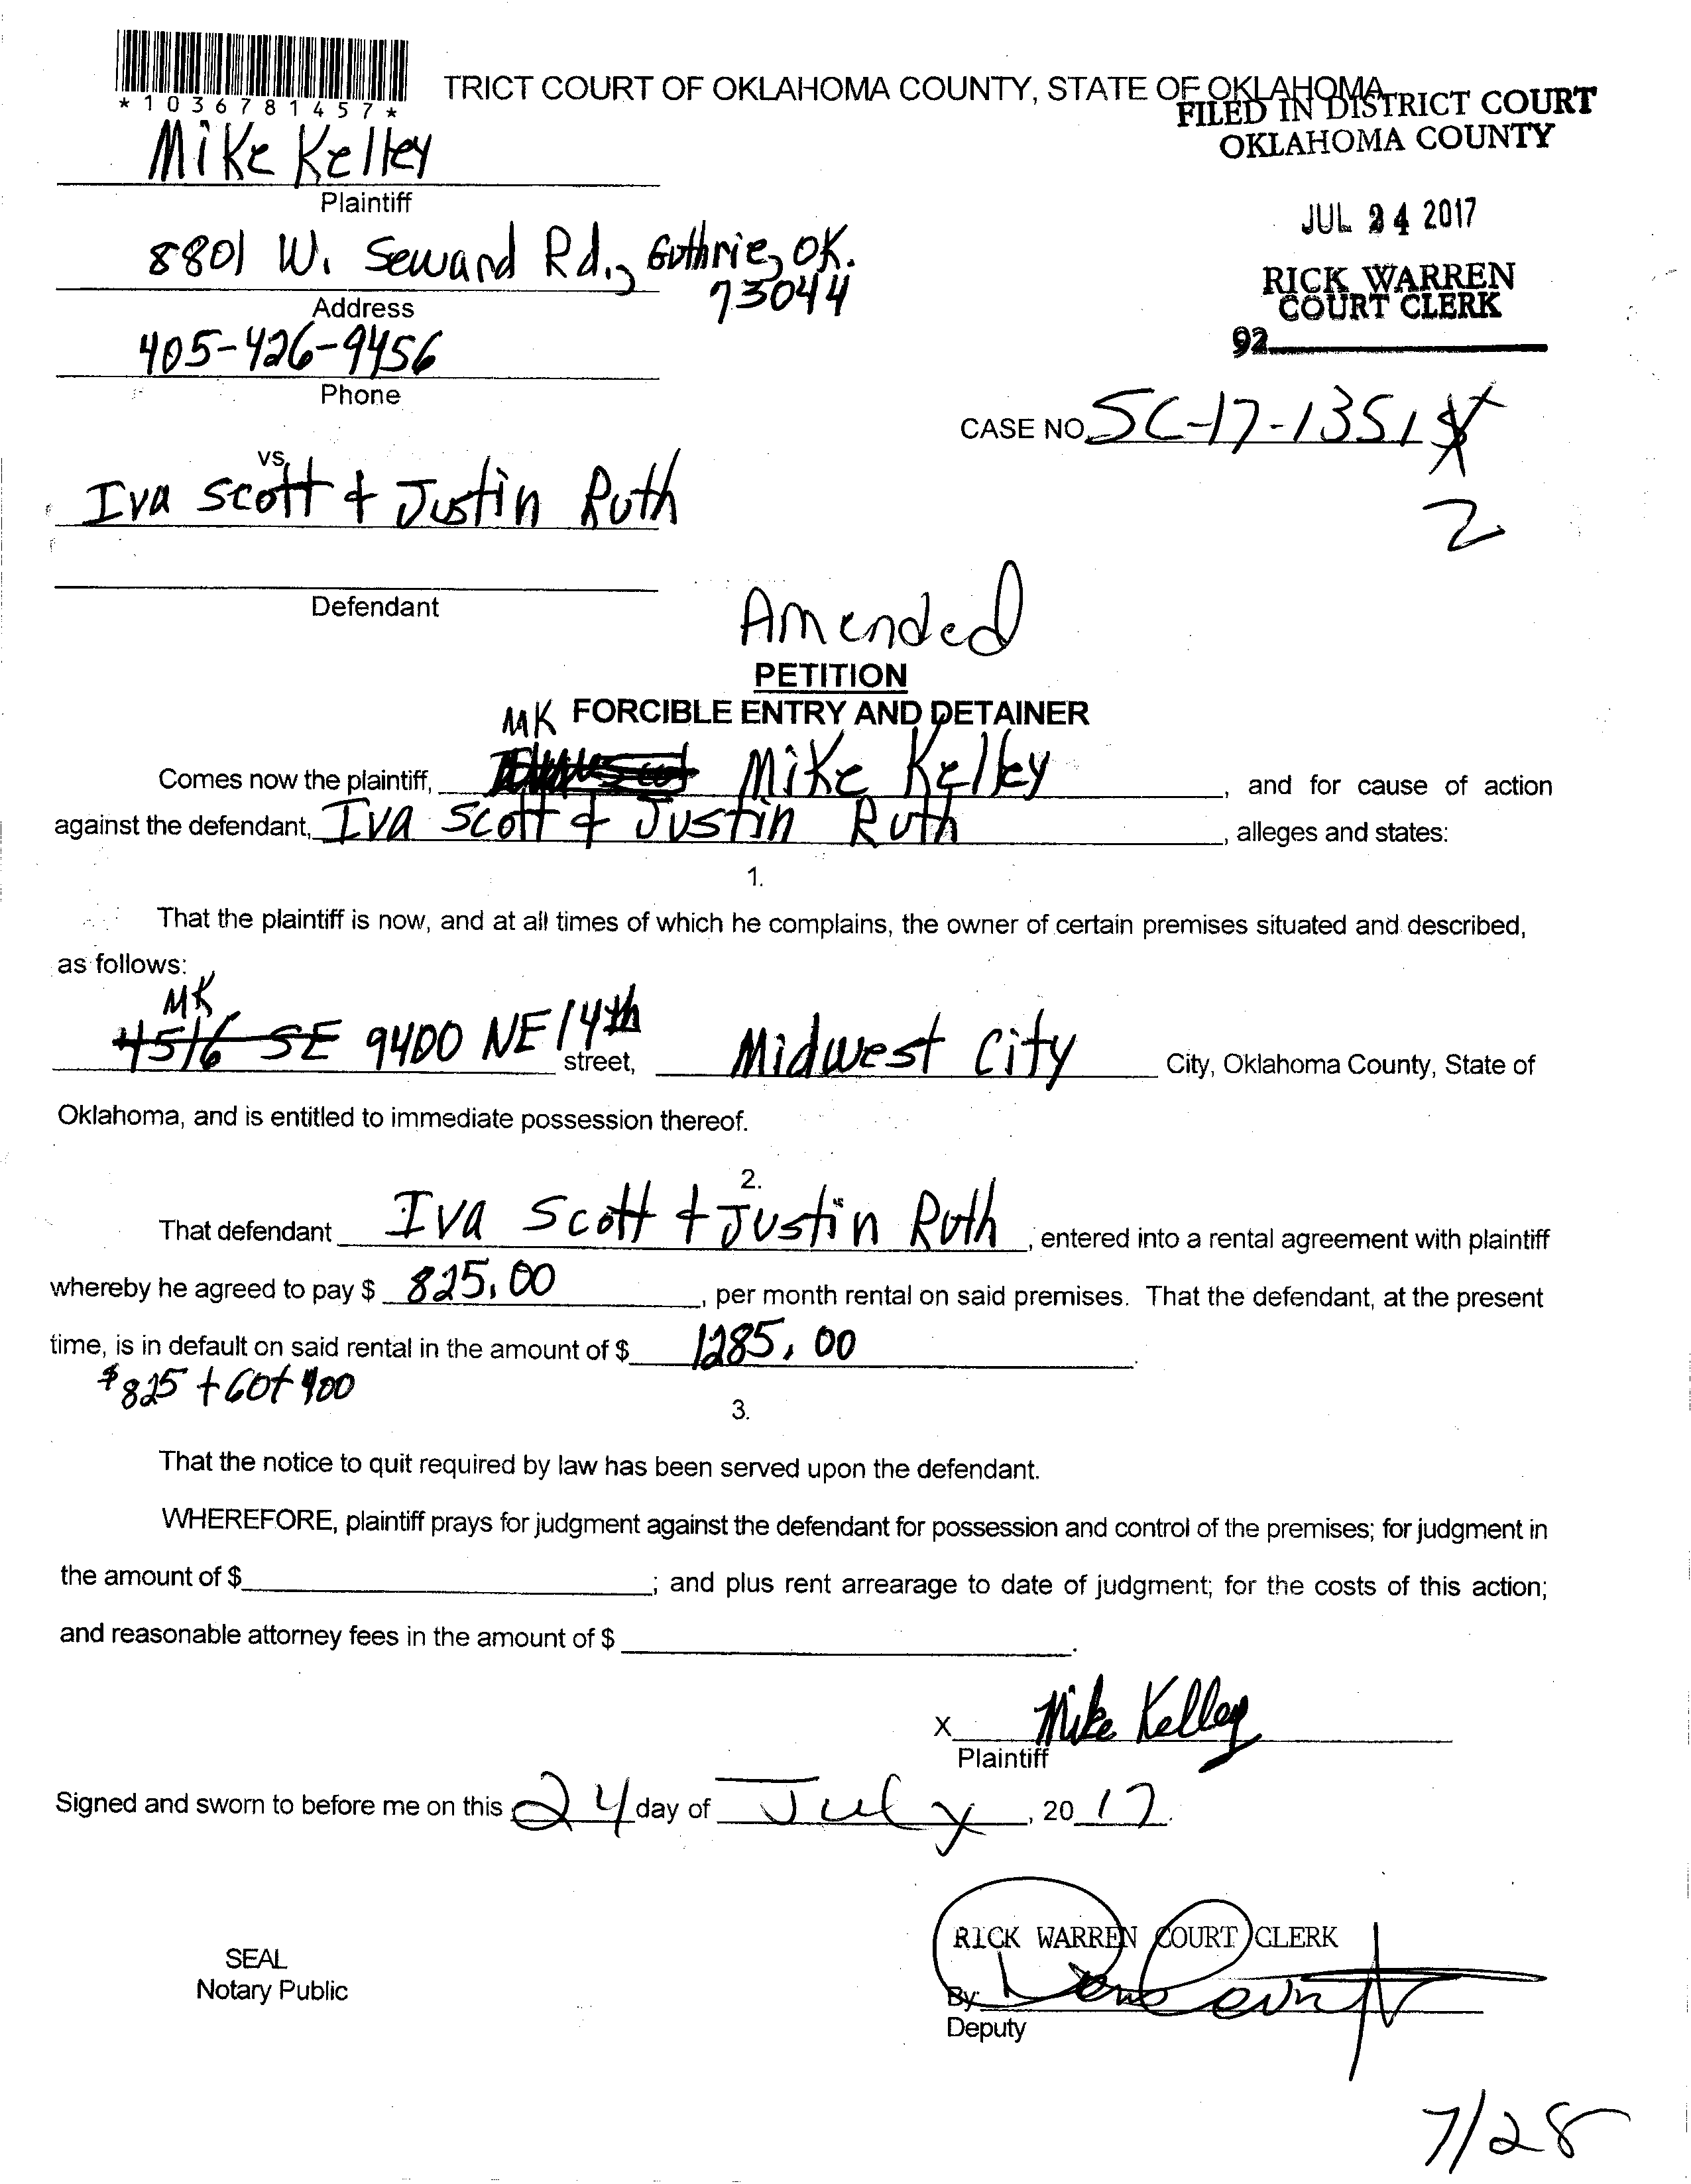 *1036781457*
TRICT COURT OF OKLAHOMA COUNTY, STATE OF OKLAHOMA
FILED IN DISTRICT COURT
OKLAHOMA COUNTY
JUL 24 2017
RICK WARREN
COURT CLERK
92
Mike Kelley
Plaintiff
8801 W. Seward Rd., Guthrie, OK.
73044
Address
405-426-9456
Phone
CASE NO. SC-17-1351
2
vs.
Iva Scott + Justin Ruth
Defendant
Amended
PETITION
MK FORCIBLE ENTRY AND DETAINER
Comes now the plaintiff, Mike Kelley, and for cause of action
against the defendant, Iva Scott + Justin Ruth, alleges and states:
1.
That the plaintiff is now, and at all times of which he complains, the owner of certain premises situated and described,
as follows:
MK
4516 SE 9400 NE 14th street, Midwest City City, Oklahoma County, State of
Oklahoma, and is entitled to immediate possession thereof.
2.
That defendant Iva Scott + Justin Ruth, entered into a rental agreement with plaintiff
whereby he agreed to pay $ 825.00, per month rental on said premises. That the defendant, at the present
time, is in default on said rental in the amount of $ 1285.00.
$825 + 60 + 400
3.
That the notice to quit required by law has been served upon the defendant.
WHEREFORE, plaintiff prays for judgment against the defendant for possession and control of the premises; for judgment in
the amount of $; and plus rent arrearage to date of judgment; for the costs of this action;
and reasonable attorney fees in the amount of $.
X Mike Kelley
Plaintiff
Signed and sworn to before me on this 24 day of July, 2017.
RICK WARREN COURT CLERK
SEAL
Notary Public
By:
Deputy
7/28